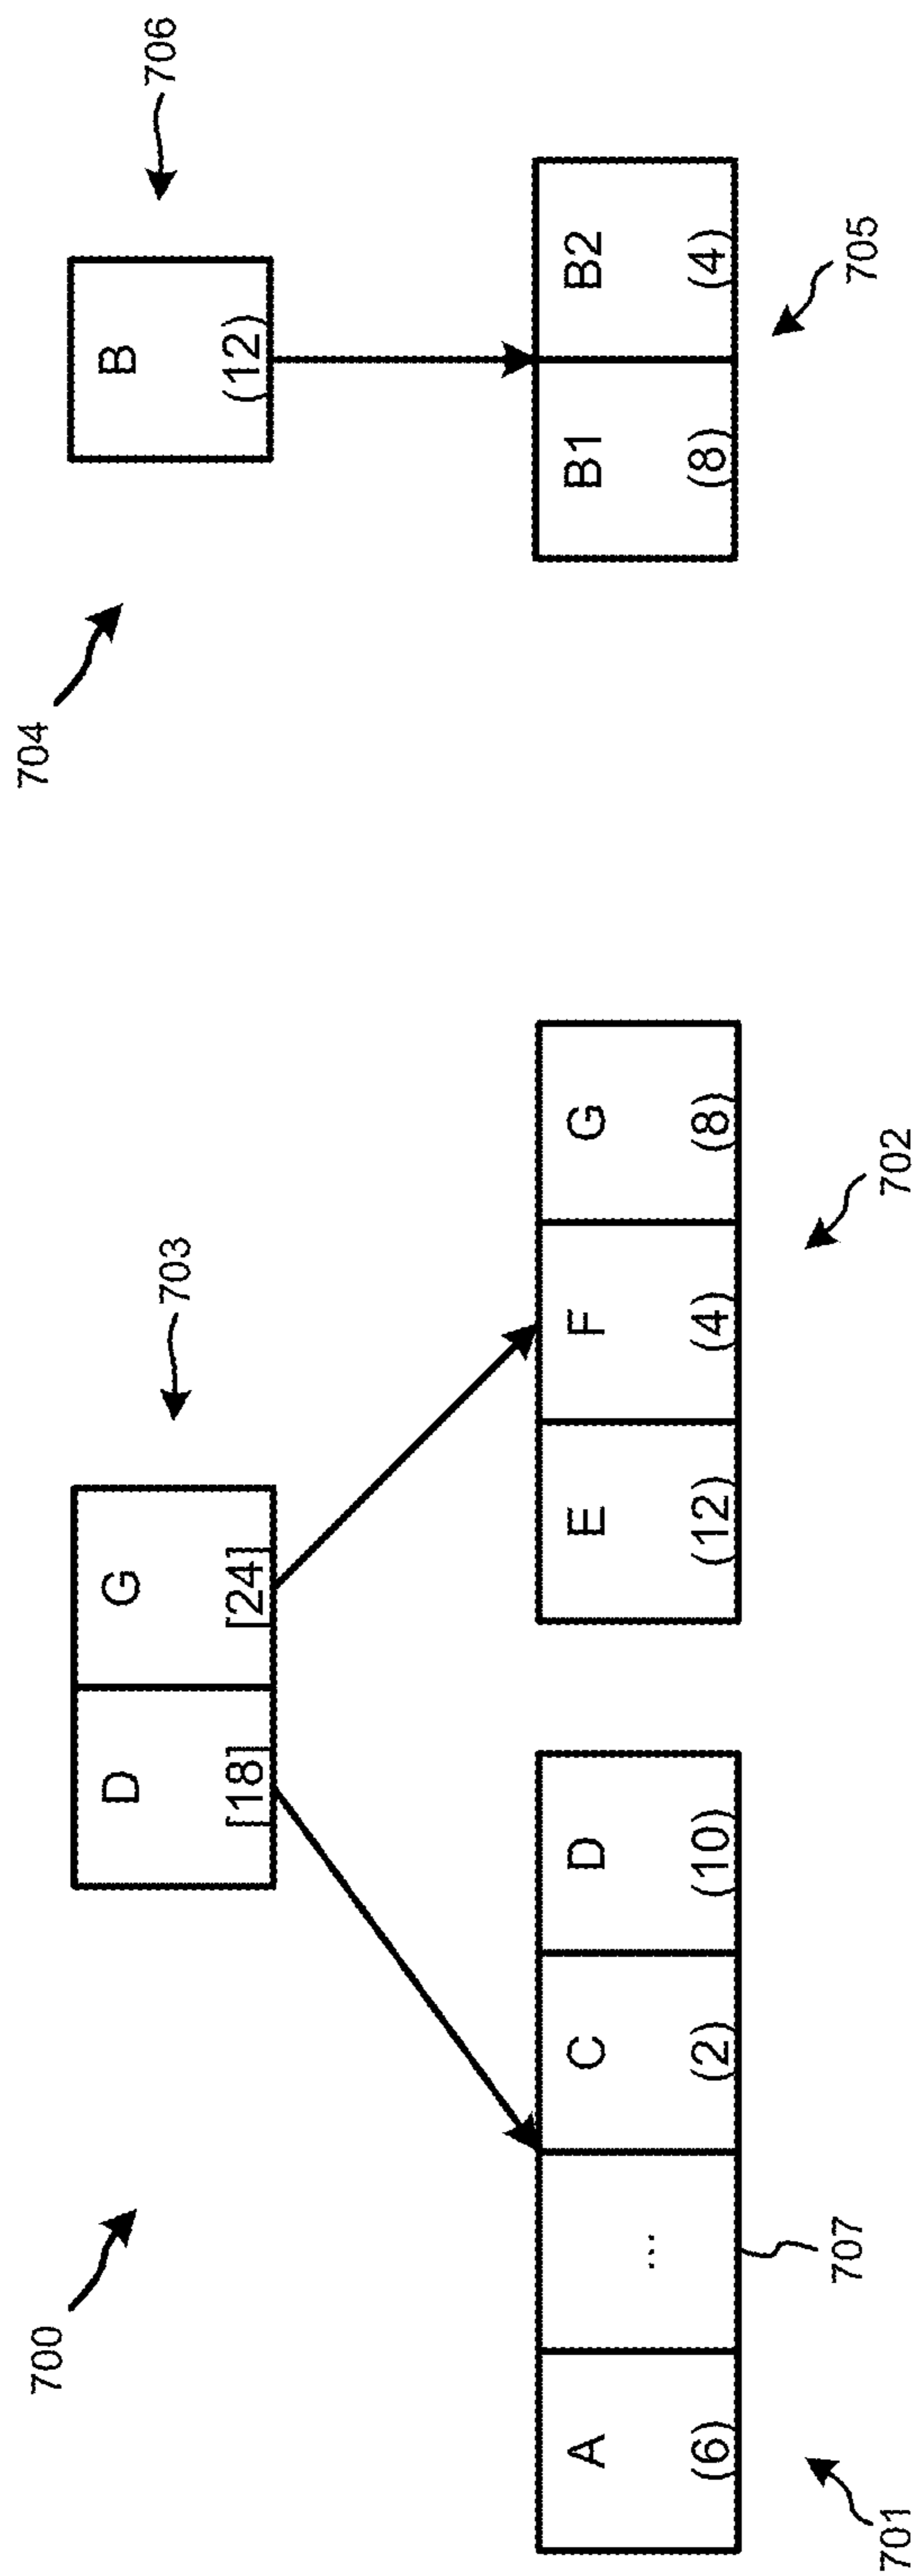 700
703
704
706
D
G
B
[18]
[24]
(12)
A
...
C
D
E
F
G
B1
B2
(6)
(2)
(10)
(12)
(4)
(8)
(8)
(4)
701
707
702
705